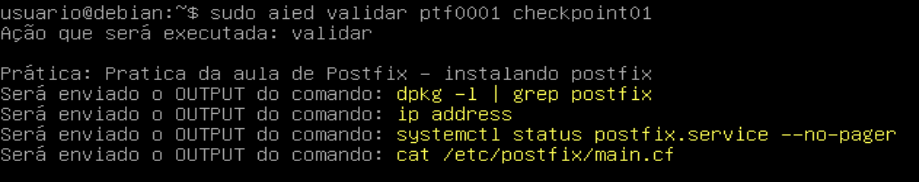 usuario@debian:~$ sudo aied validar ptf0001 checkpoint01
Ação que será executada: validar
Prática: Pratica da aula de Postfix - instalando postfix
Será enviado o OUTPUT do comando: dpkg -l | grep postfix
Será enviado o OUTPUT do comando: ip address
Será enviado o OUTPUT do comando: systemctl status postfix.service --no-pager
Será enviado o OUTPUT do comando: cat /etc/postfix/main.cf